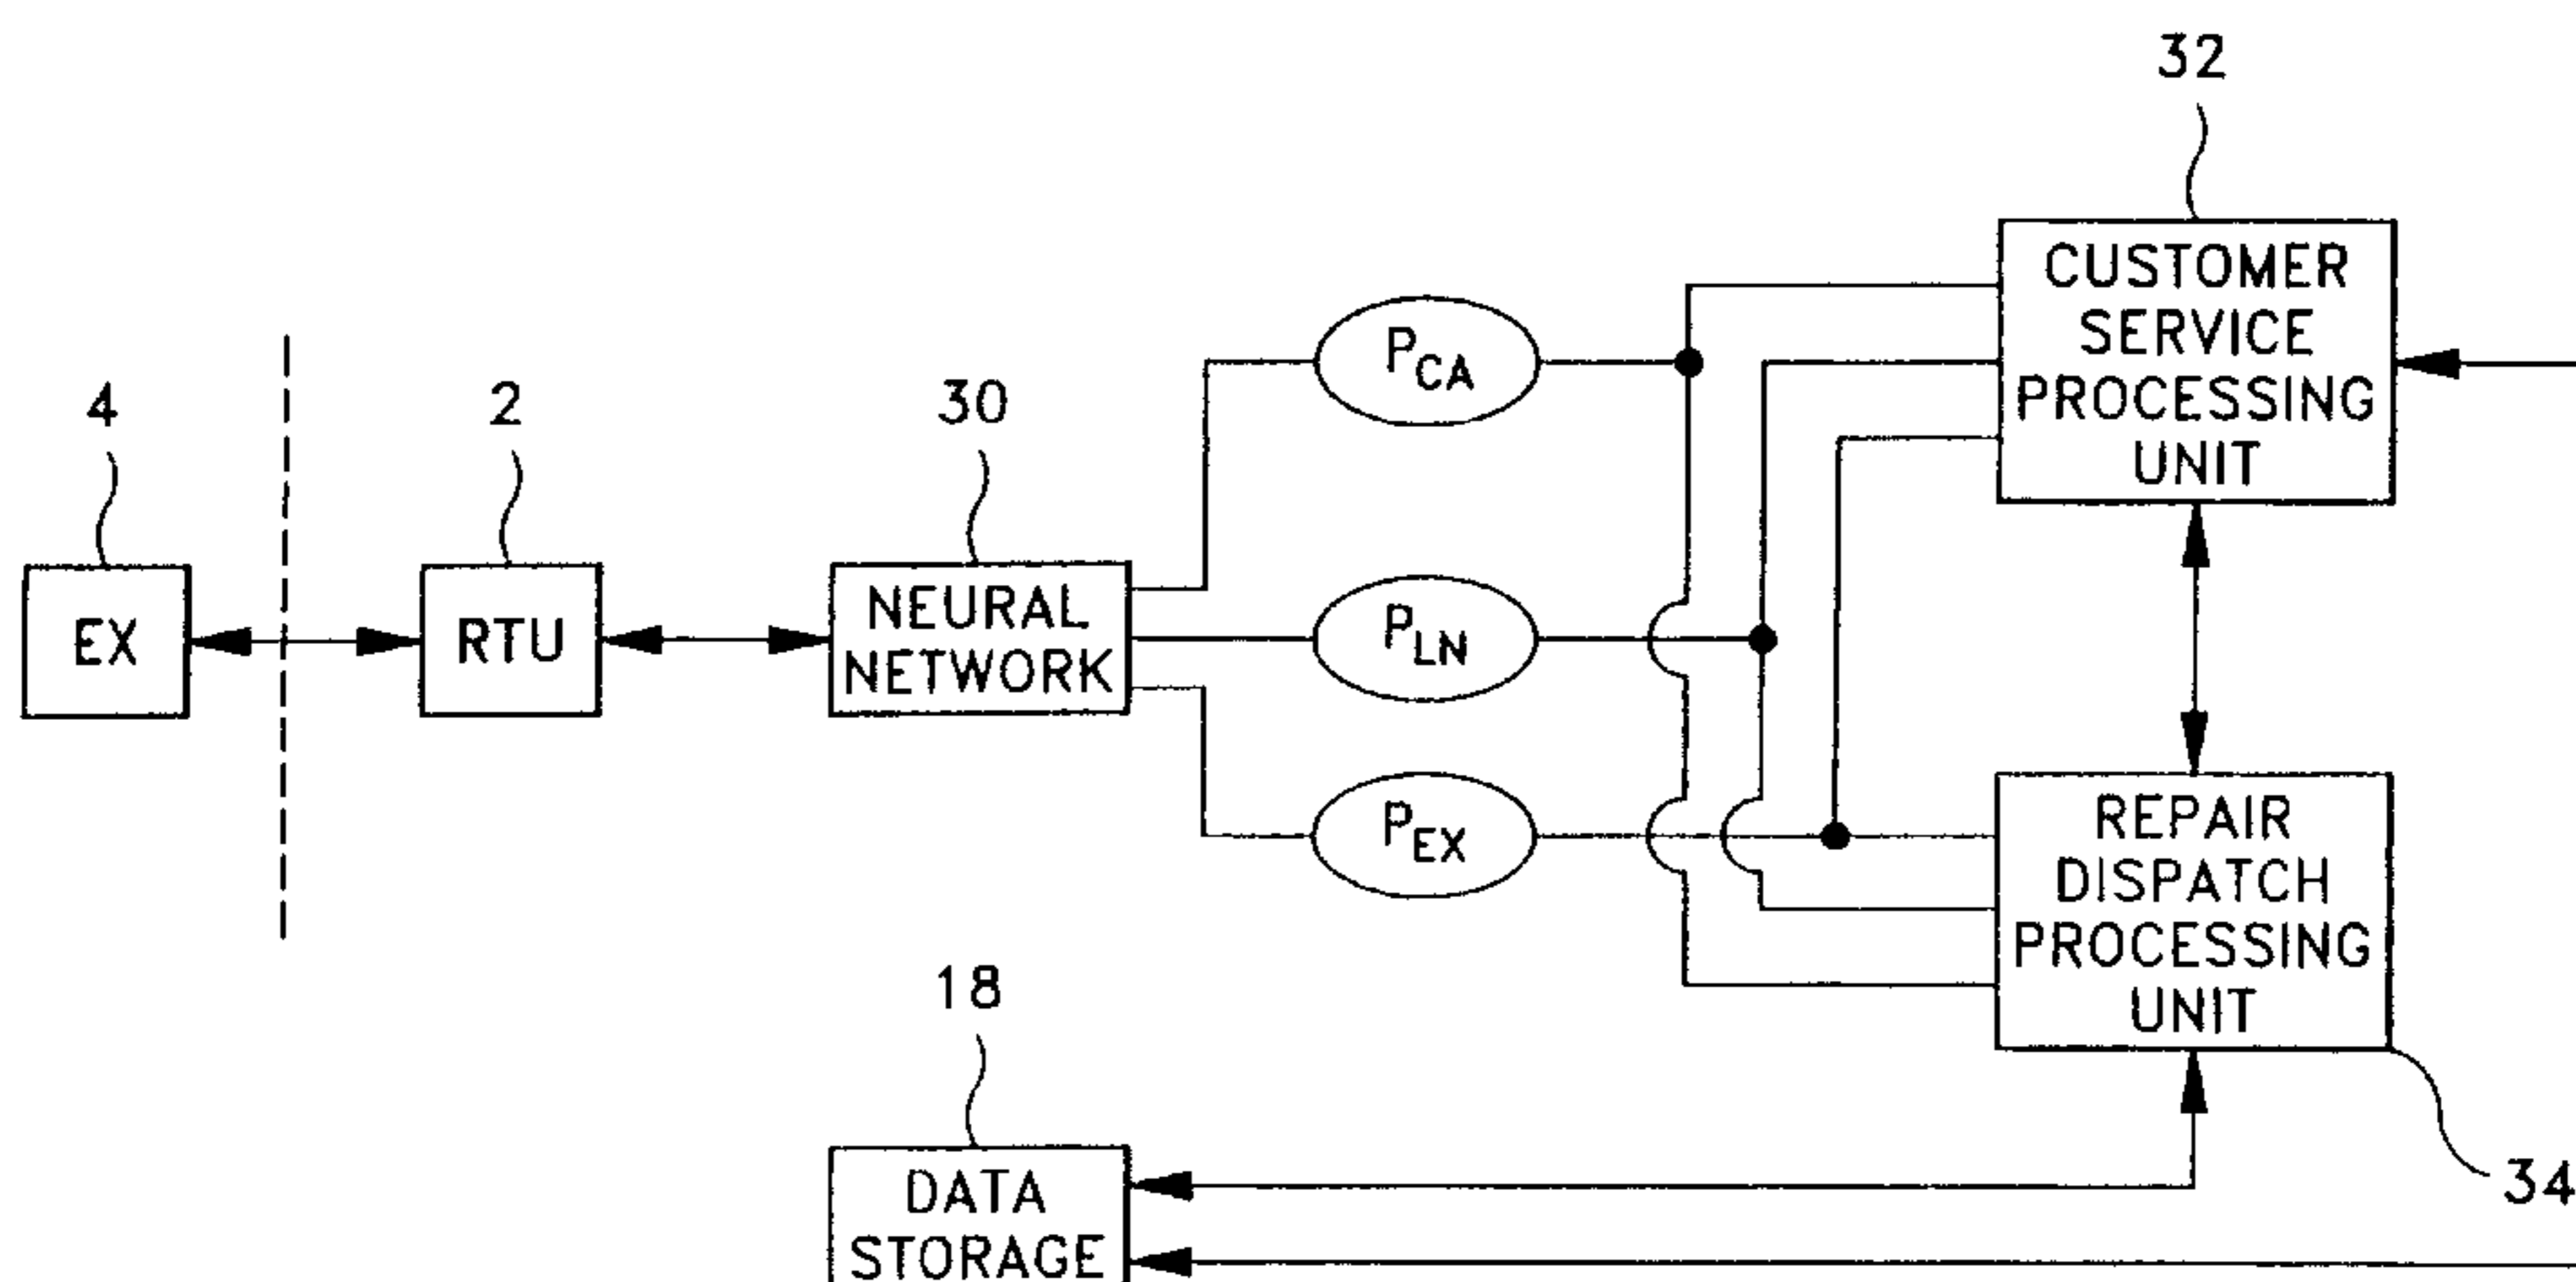 32
CUSTOMER
SERVICE
PROCESSING
UNIT
4
2
30
EX
RTU
NEURAL
NETWORK
P_CA
P_LN
P_EX
REPAIR
DISPATCH
PROCESSING
UNIT
34
18
DATA
STORAGE